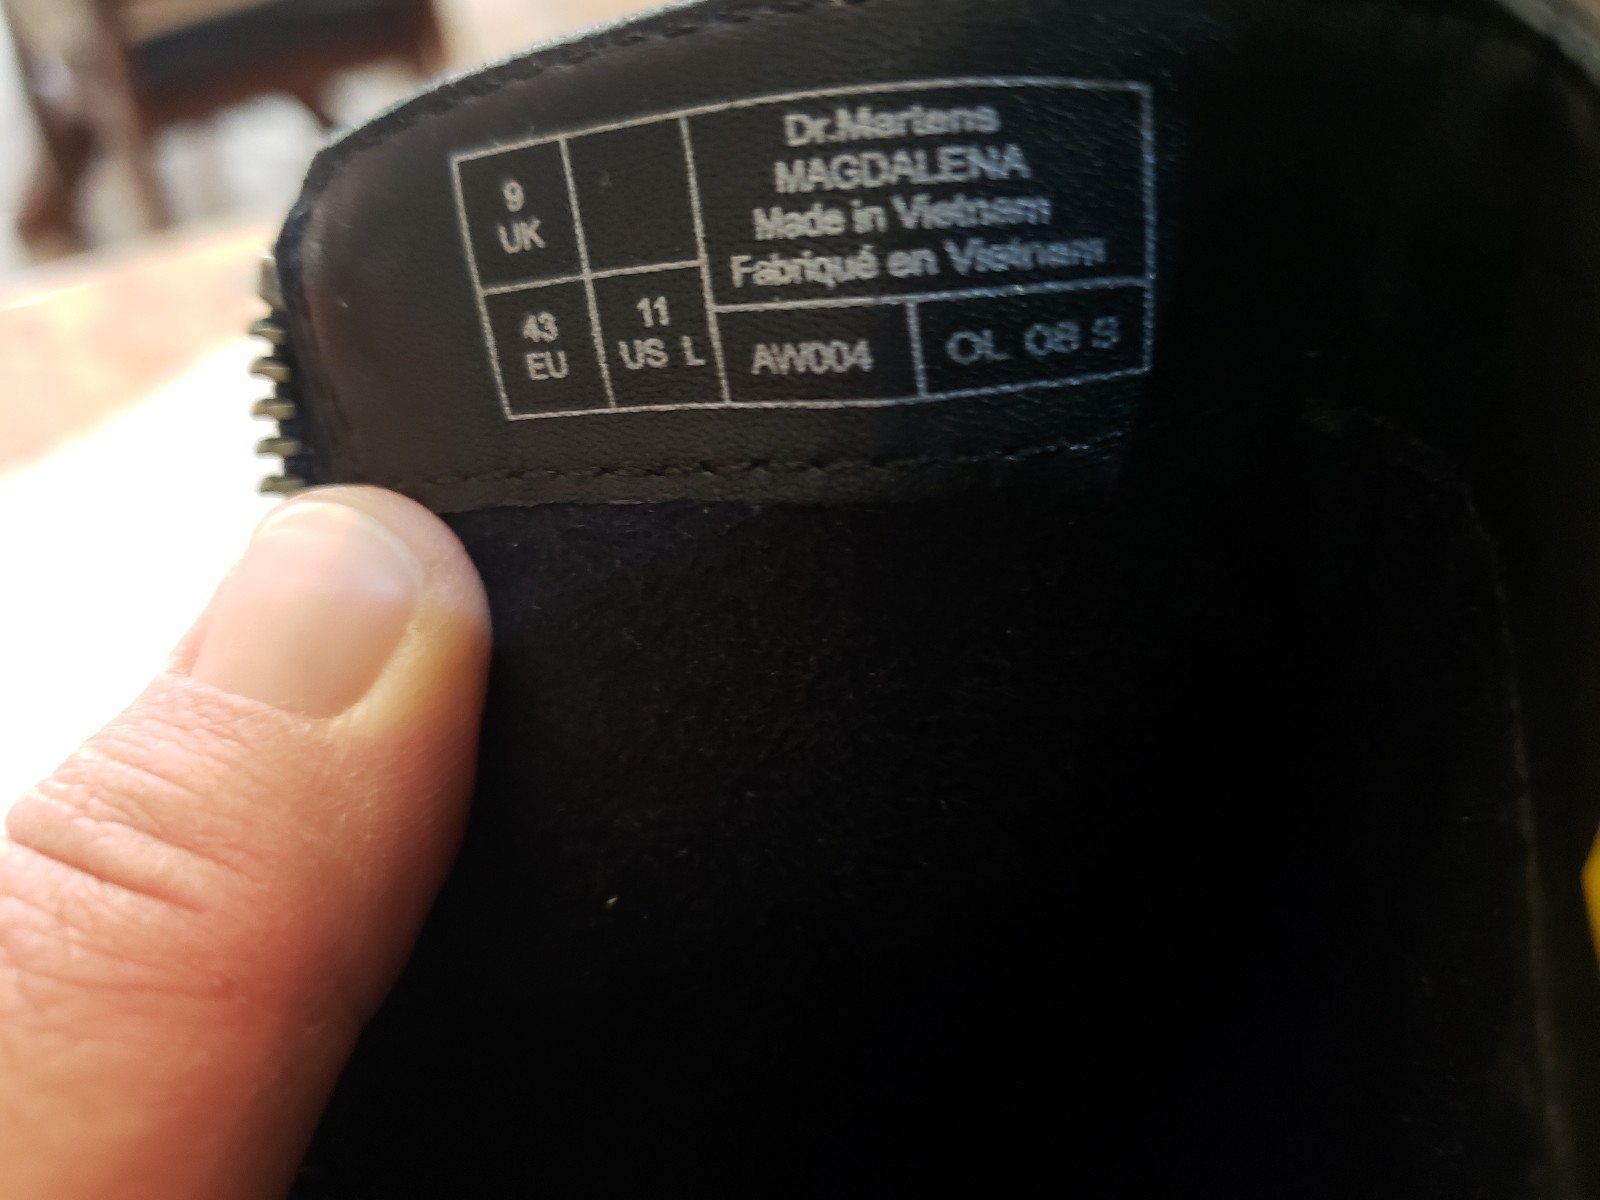 9
UK
43
EU
11
US L
Dr.Martens
MAGDALENA
Made in Vietnam
Fabriqué en Vietnam
AW004
OL 08 S